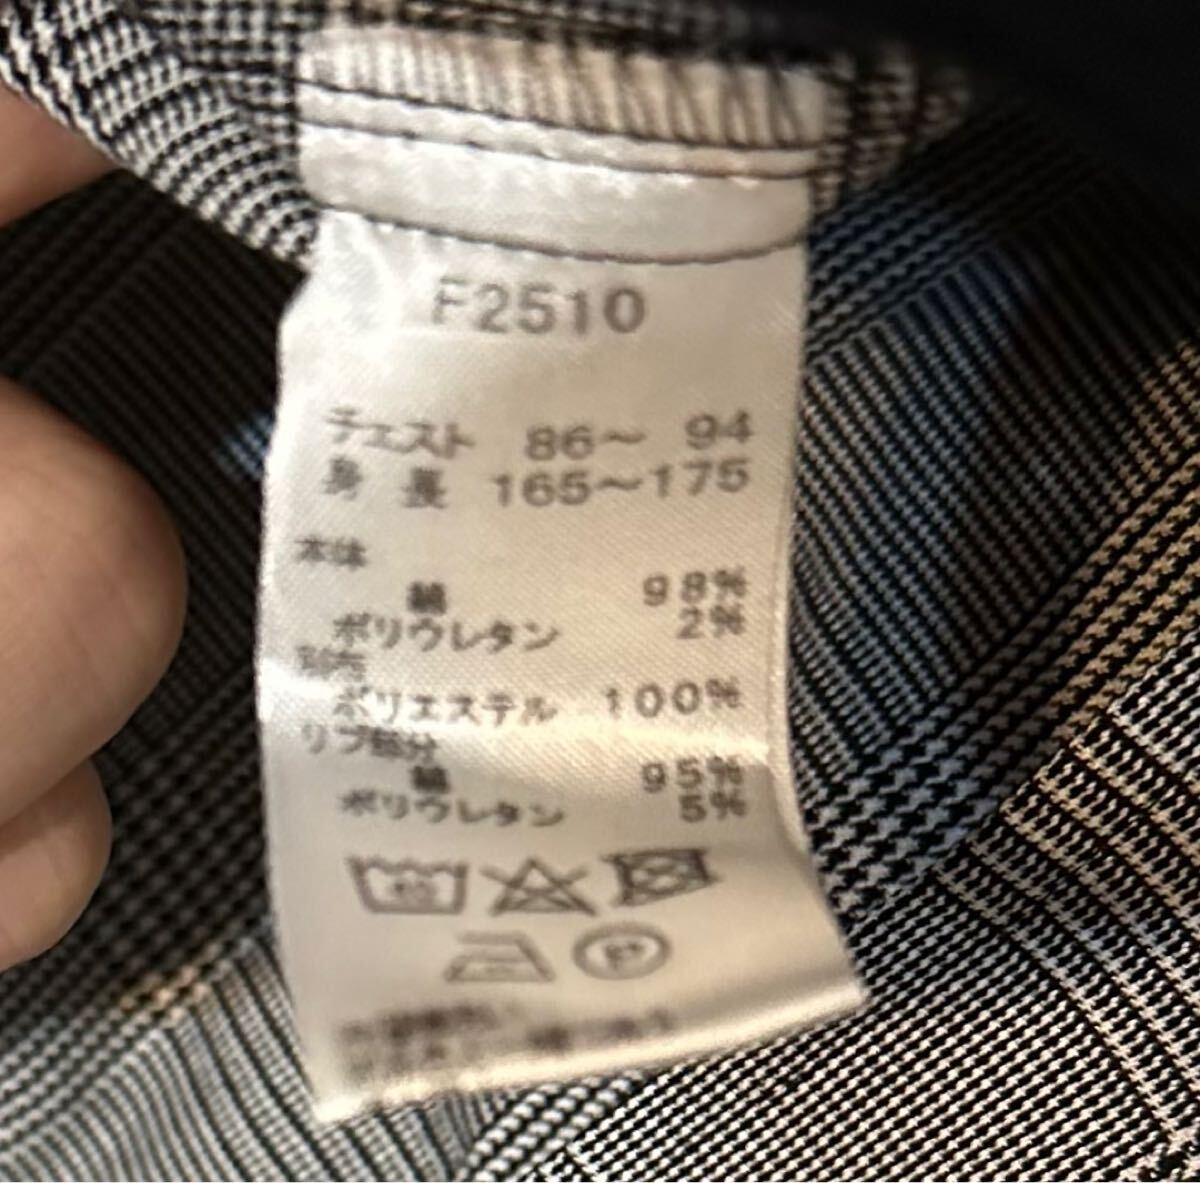 F2510
チェスト 86～ 94
身 長 165～175
本体
綿 98%
ポリウレタン 2%
別布
ポリエステル 100%
リブ部分
綿 95%
ポリウレタン 5%